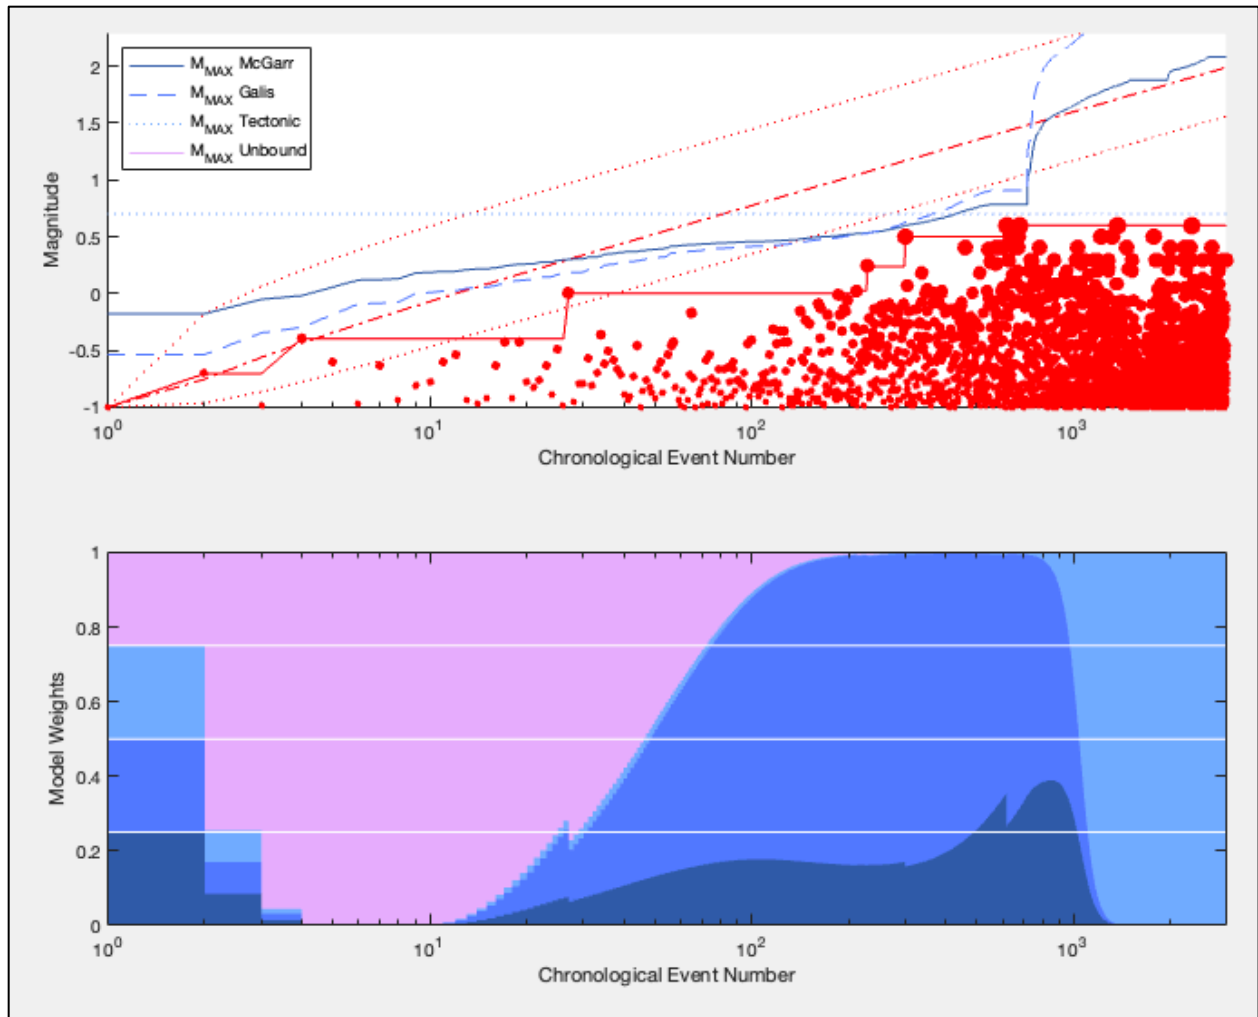 M_MAX McGarr
M_MAX Galis
M_MAX Tectonic
M_MAX Unbound
Magnitude
2
1.5
1
0.5
0
-0.5
-1
10^0
10^1
10^2
10^3
Chronological Event Number
Model Weights
1
0.8
0.6
0.4
0.2
0
10^0
10^1
10^2
10^3
Chronological Event Number